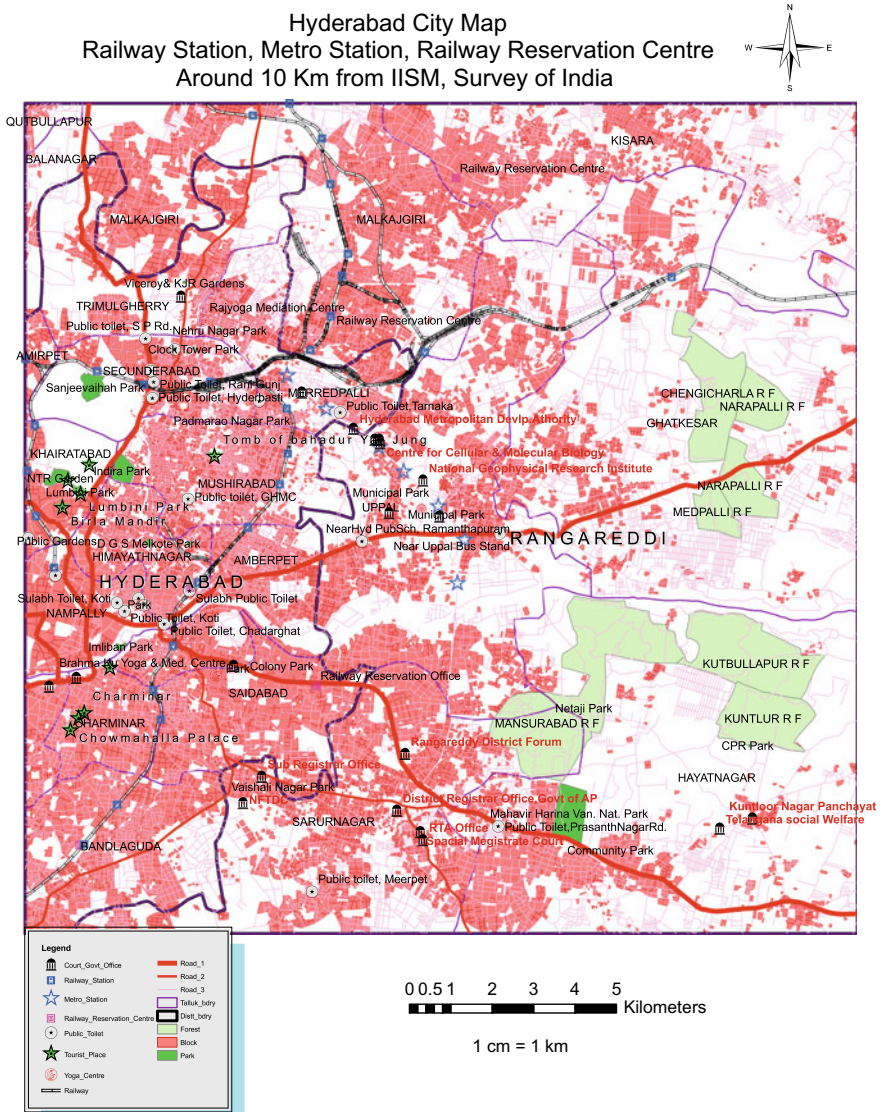 Hyderabad City Map
Railway Station, Metro Station, Railway Reservation Centre
Around 10 Km from IISM, Survey of India
N
W
E
S
QUTBULLAPUR
KISARA
BALANAGAR
Railway Reservation Centre
MALKAJGIRI
MALKAJGIRI
Viceroy& KJR Gardens
TRIMULGHERRY
Rajyoga Mediation Centre
Railway Reservation Centre
Public toilet, S P Rd.
Nehru Nagar Park
Clock Tower Park
AMIRPET
SECUNDERABAD
Public Toilet, Rani Gunj
Sanjeevaihah Park
MERREDPALLI
CHENGICHARLA R F
Public Toilet, Hyderbasti
Public Toilet,Tarnaka
NARAPALLI R F
Padmarao Nagar Park
Hyderabad Metropolitan Devlp.Athority
GHATKESAR
Tomb of bahadur Yar Jung
KHAIRATABAD
Centre for Cellular & Molecular Biology
Indira Park
National Geophysical Research Institute
NTR Garden
MUSHIRABAD
NARAPALLI R F
Lumbini Park
Public toilet, GHMC
Municipal Park
Lumbini Park
UPPAL
Municipal Park
MEDPALLI R F
Birla Mandir
NearHyd PubSch, Ramanthapuram
Public Gardens
D G S Melkote Park
Near Uppal Bus Stand
RANGAREDDI
HIMAYATHNAGAR
AMBERPET
HYDERABAD
Sulabh Toilet, Koti
Park
Sulabh Public Toilet
NAMPALLY
Public Toilet, Koti
Public Toilet, Chadarghat
Imliban Park
Brahma Ku Yoga & Med. Centre
Park
Colony Park
KUTBULLAPUR R F
Railway Reservation Office
Charminar
SAIDABAD
Netaji Park
CHARMINAR
MANSURABAD R F
KUNTLUR R F
Chowmahalla Palace
Rangareddy District Forum
CPR Park
Sub Registrar Office
HAYATNAGAR
Vaishali Nagar Park
NFTDC
District Registrar Office,Govt of AP
Kuntloor Nagar Panchayat
Mahavir Harina Van. Nat. Park
Telangana social Welfare
SARURNAGAR
RTA Office
Public Toilet,PrasanthNagarRd.
Spacial Megistrate Court
BANDLAGUDA
Community Park
Public toilet, Meerpet
Legend
Court_Govt_Office
Railway_Station
Metro_Station
Railway_Reservation_Centre
Public_Toilet
Tourist_Place
Yoga_Centre
Railway
Road_1
Road_2
Road_3
Talluk_bdry
Distt_bdry
Forest
Block
Park
0 0.5 1 2 3 4 5
Kilometers
1 cm = 1 km